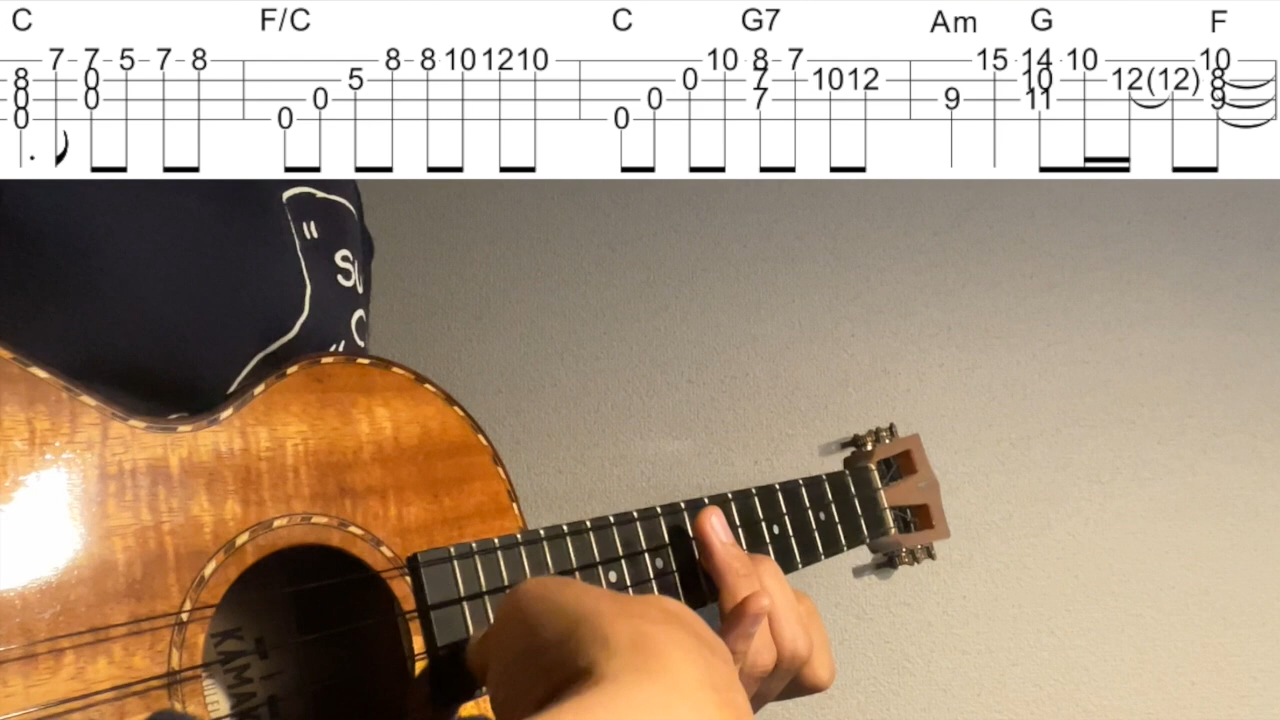 C F/C C G7 Am G F
7 7 5 7 8 8 8 10 12 10 10 8 7 15 14 10 10
8 0 5 0 7 10 12 10 12 (12) 8
0 0 0 0 7 9 11 9
0 0 0
"
SU
C
"
KAMA